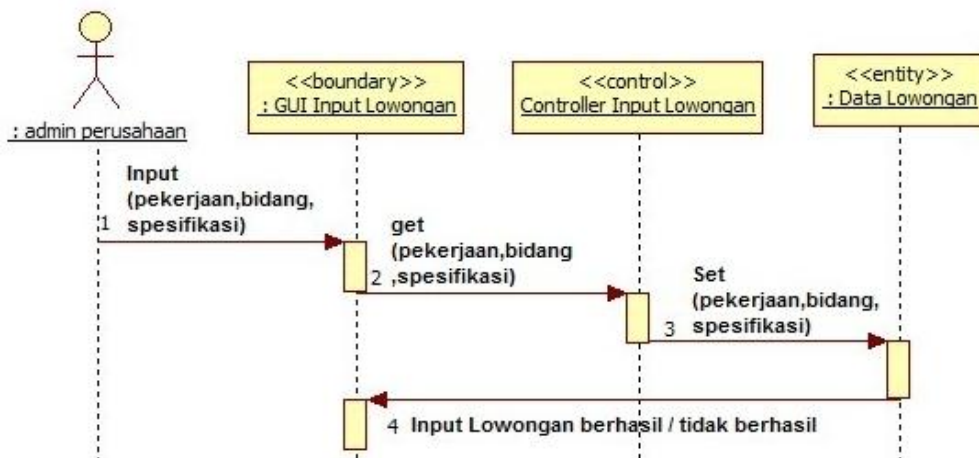 : admin perusahaan
<<boundary>>
: GUI Input Lowongan
<<control>>
Controller Input Lowongan
<<entity>>
: Data Lowongan
Input
(pekerjaan,bidang,
1 spesifikasi)
get
(pekerjaan,bidang
2 ,spesifikasi)
Set
(pekerjaan,bidang,
3 spesifikasi)
4 Input Lowongan berhasil / tidak berhasil